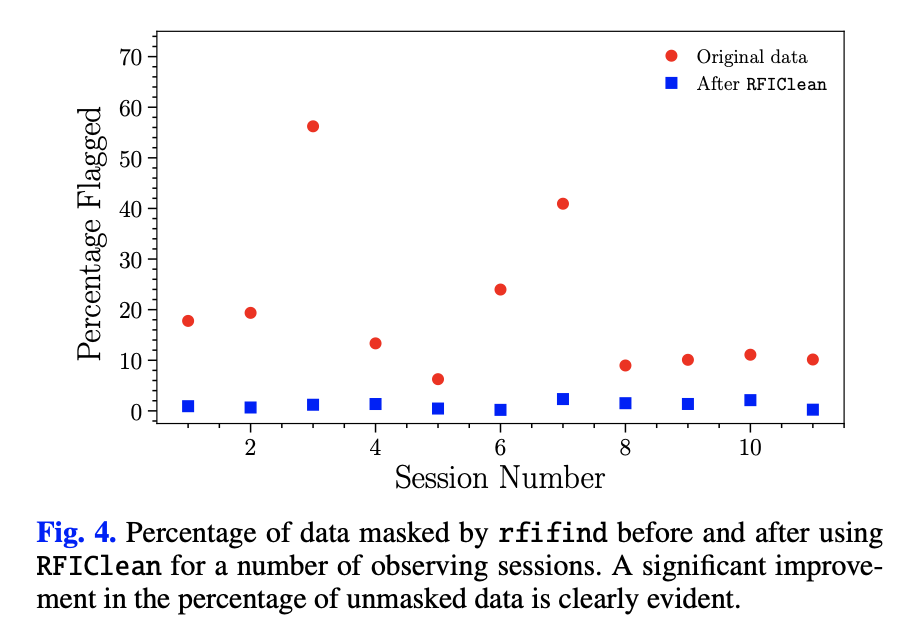 Original data
After RFIClean
70
60
50
40
30
20
10
0
Percentage Flagged
2 4 6 8 10
Session Number
Fig. 4. Percentage of data masked by rfifind before and after using
RFIClean for a number of observing sessions. A significant improve-
ment in the percentage of unmasked data is clearly evident.